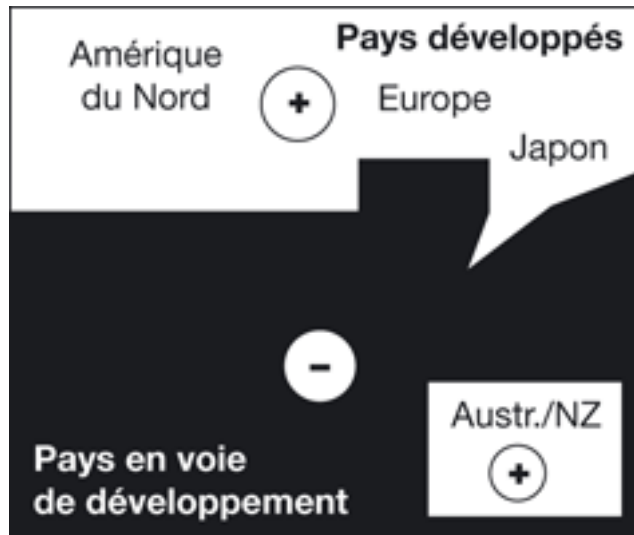 Pays développés
Amérique
du Nord
+
Europe
Japon
-
Austr./NZ
+
Pays en voie
de développement